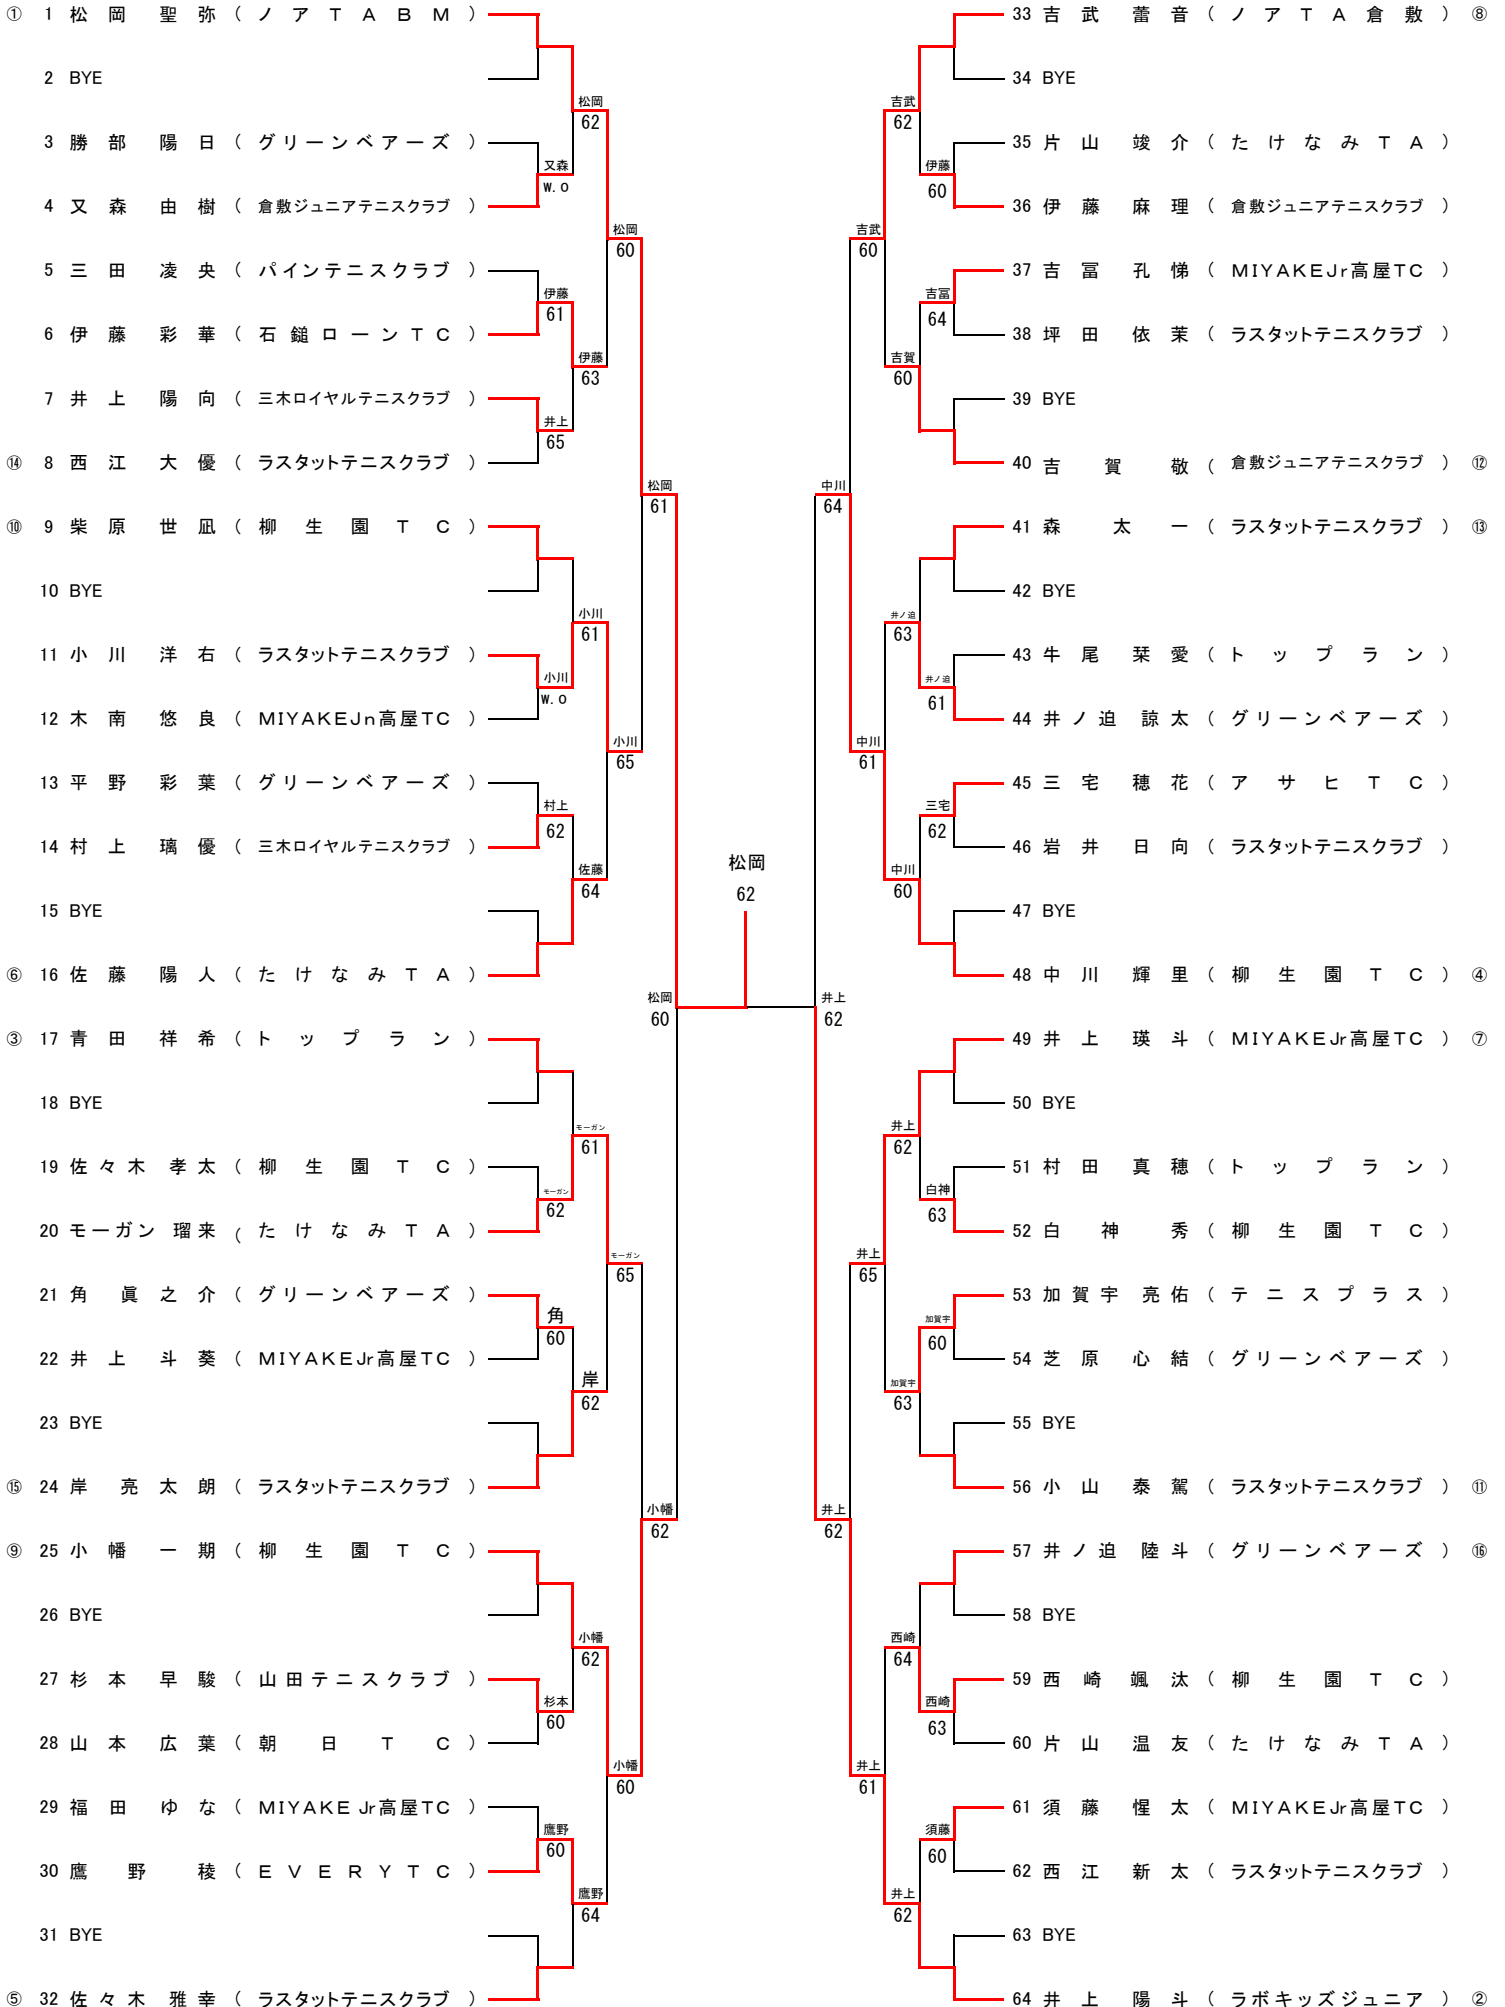 ① 1 松岡 聖弥 (ノアTABM)
2 BYE
3 勝部 陽日 (グリーンベアーズ)
4 又森 由樹 (倉敷ジュニアテニスクラブ)
5 三田 凌央 (パインテニスクラブ)
6 伊藤 彩華 (石鎚ローンTC)
7 井上 陽向 (三木ロイヤルテニスクラブ)
⑭ 8 西江 大優 (ラスタットテニスクラブ)
⑩ 9 柴原 世凪 (柳生園TC)
10 BYE
11 小川 洋右 (ラスタットテニスクラブ)
12 木南 悠良 (MIYAKEJn高屋TC)
13 平野 彩葉 (グリーンベアーズ)
14 村上 璃優 (三木ロイヤルテニスクラブ)
15 BYE
⑥ 16 佐藤 陽人 (たけなみTA)
③ 17 青田 祥希 (トップラン)
18 BYE
19 佐々木 孝太 (柳生園TC)
20 モーガン 瑠来 (たけなみTA)
21 角 眞之介 (グリーンベアーズ)
22 井上 斗葵 (MIYAKEJr高屋TC)
23 BYE
⑮ 24 岸 亮太朗 (ラスタットテニスクラブ)
⑨ 25 小幡 一期 (柳生園TC)
26 BYE
27 杉本 早駿 (山田テニスクラブ)
28 山本 広葉 (朝日TC)
29 福田 ゆな (MIYAKEJr高屋TC)
30 鷹野 稜 (EVERYTC)
31 BYE
⑤ 32 佐々木 雅幸 (ラスタットテニスクラブ)
又森
W.O
伊藤
61
井上
65
小川
W.O
村上
62
モーガン
62
角
60
杉本
60
鷹野
60
松岡
62
伊藤
63
小川
61
佐藤
64
モーガン
61
岸
62
小幡
62
鷹野
64
松岡
60
小川
65
モーガン
65
小幡
60
松岡
61
小幡
62
松岡
60
松岡
62
井上
62
中川
64
井上
62
吉武
60
中川
61
井上
65
井上
61
吉武
62
吉賀
60
井ノ迫
63
中川
60
井上
62
加賀宇
63
西崎
64
井上
62
伊藤
60
吉冨
64
井ノ迫
61
三宅
62
白神
63
加賀宇
60
西崎
63
須藤
60
33 吉武 蕾音 (ノアTA倉敷) ⑧
34 BYE
35 片山 竣介 (たけなみTA)
36 伊藤 麻理 (倉敷ジュニアテニスクラブ)
37 吉冨 孔悌 (MIYAKEJr高屋TC)
38 坪田 依茉 (ラスタットテニスクラブ)
39 BYE
40 吉賀 敬 (倉敷ジュニアテニスクラブ) ⑫
41 森 太一 (ラスタットテニスクラブ) ⑬
42 BYE
43 牛尾 栞愛 (トップラン)
44 井ノ迫 諒太 (グリーンベアーズ)
45 三宅 穂花 (アサヒTC)
46 岩井 日向 (ラスタットテニスクラブ)
47 BYE
48 中川 輝里 (柳生園TC) ④
49 井上 瑛斗 (MIYAKEJr高屋TC) ⑦
50 BYE
51 村田 真穂 (トップラン)
52 白神 秀 (柳生園TC)
53 加賀宇 亮佑 (テニスプラス)
54 芝原 心結 (グリーンベアーズ)
55 BYE
56 小山 泰駕 (ラスタットテニスクラブ) ⑪
57 井ノ迫 陸斗 (グリーンベアーズ) ⑯
58 BYE
59 西崎 颯汰 (柳生園TC)
60 片山 温友 (たけなみTA)
61 須藤 惺太 (MIYAKEJr高屋TC)
62 西江 新太 (ラスタットテニスクラブ)
63 BYE
64 井上 陽斗 (ラボキッズジュニア) ②